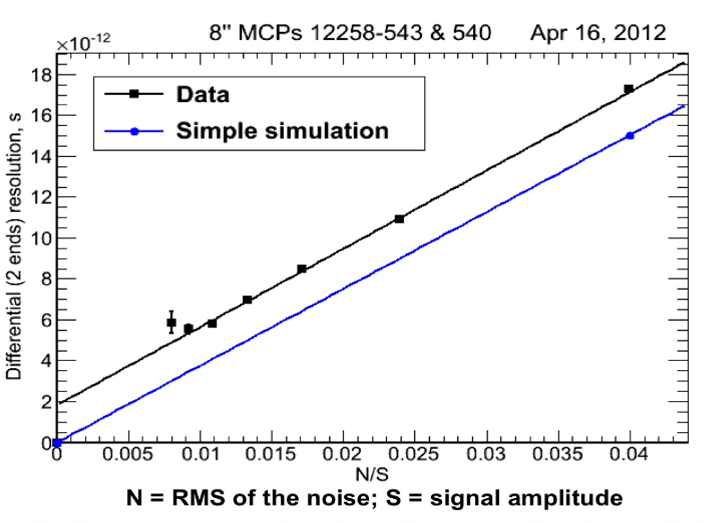 8" MCPs 12258-543 & 540 Apr 16, 2012
×10-12
Differential (2 ends) resolution, s
18
16
14
12
10
8
6
4
2
0
Data
Simple simulation
0 0.005 0.01 0.015 0.02 0.025 0.03 0.035 0.04
N/S
N = RMS of the noise; S = signal amplitude